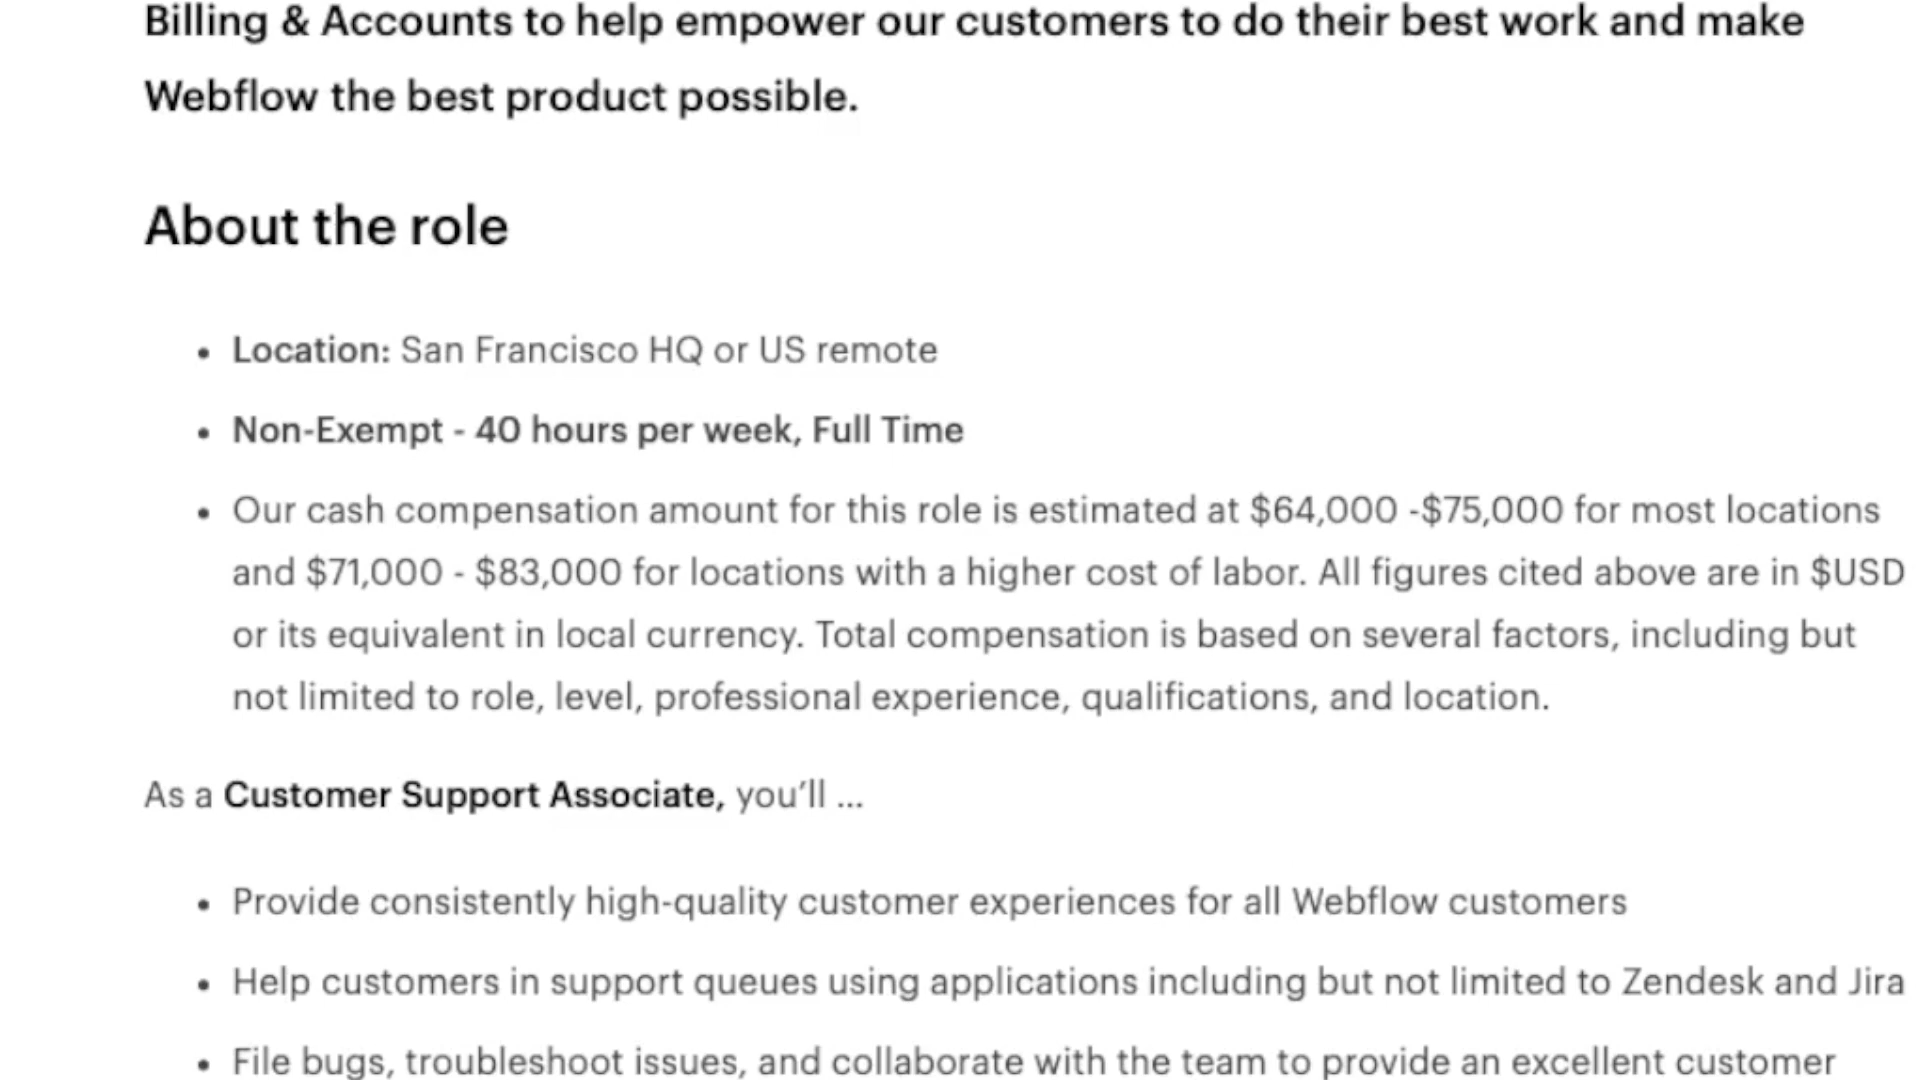 Billing & Accounts to help empower our customers to do their best work and make
Webflow the best product possible.
About the role
• Location: San Francisco HQ or US remote
• Non-Exempt - 40 hours per week, Full Time
• Our cash compensation amount for this role is estimated at $64,000 -$75,000 for most locations
and $71,000 - $83,000 for locations with a higher cost of labor. All figures cited above are in $USD
or its equivalent in local currency. Total compensation is based on several factors, including but
not limited to role, level, professional experience, qualifications, and location.
As a Customer Support Associate, you’ll ...
• Provide consistently high-quality customer experiences for all Webflow customers
• Help customers in support queues using applications including but not limited to Zendesk and Jira
• File bugs, troubleshoot issues, and collaborate with the team to provide an excellent customer